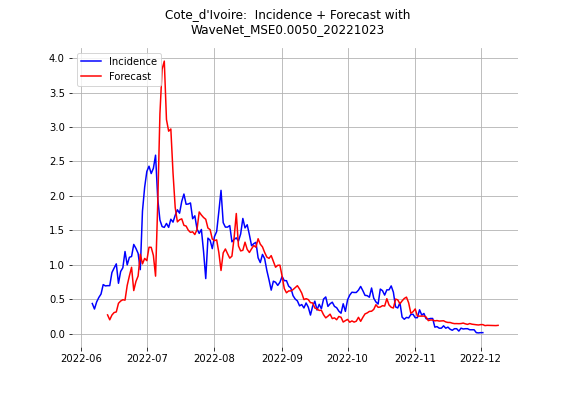 Cote_d'Ivoire:  Incidence + Forecast with
WaveNet_MSE0.0050_20221023
4.0
Incidence
Forecast
3.5
3.0
2.5
2.0
1.5
1.0
0.5
0.0
2022-06 2022-07 2022-08 2022-09 2022-10 2022-11 2022-12